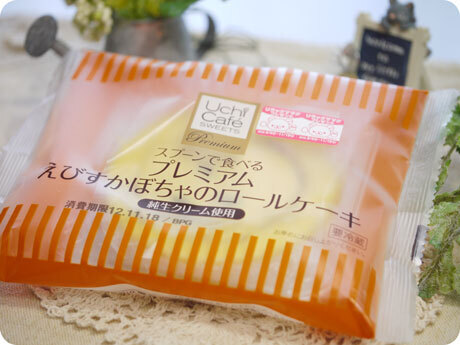 Uchi
Café
SWEETS
Premium
スプーンで食べる
プレミアム
えびすかぼちゃのロールケーキ
純生クリーム使用
消費期限12.11.18／BPG
要冷蔵